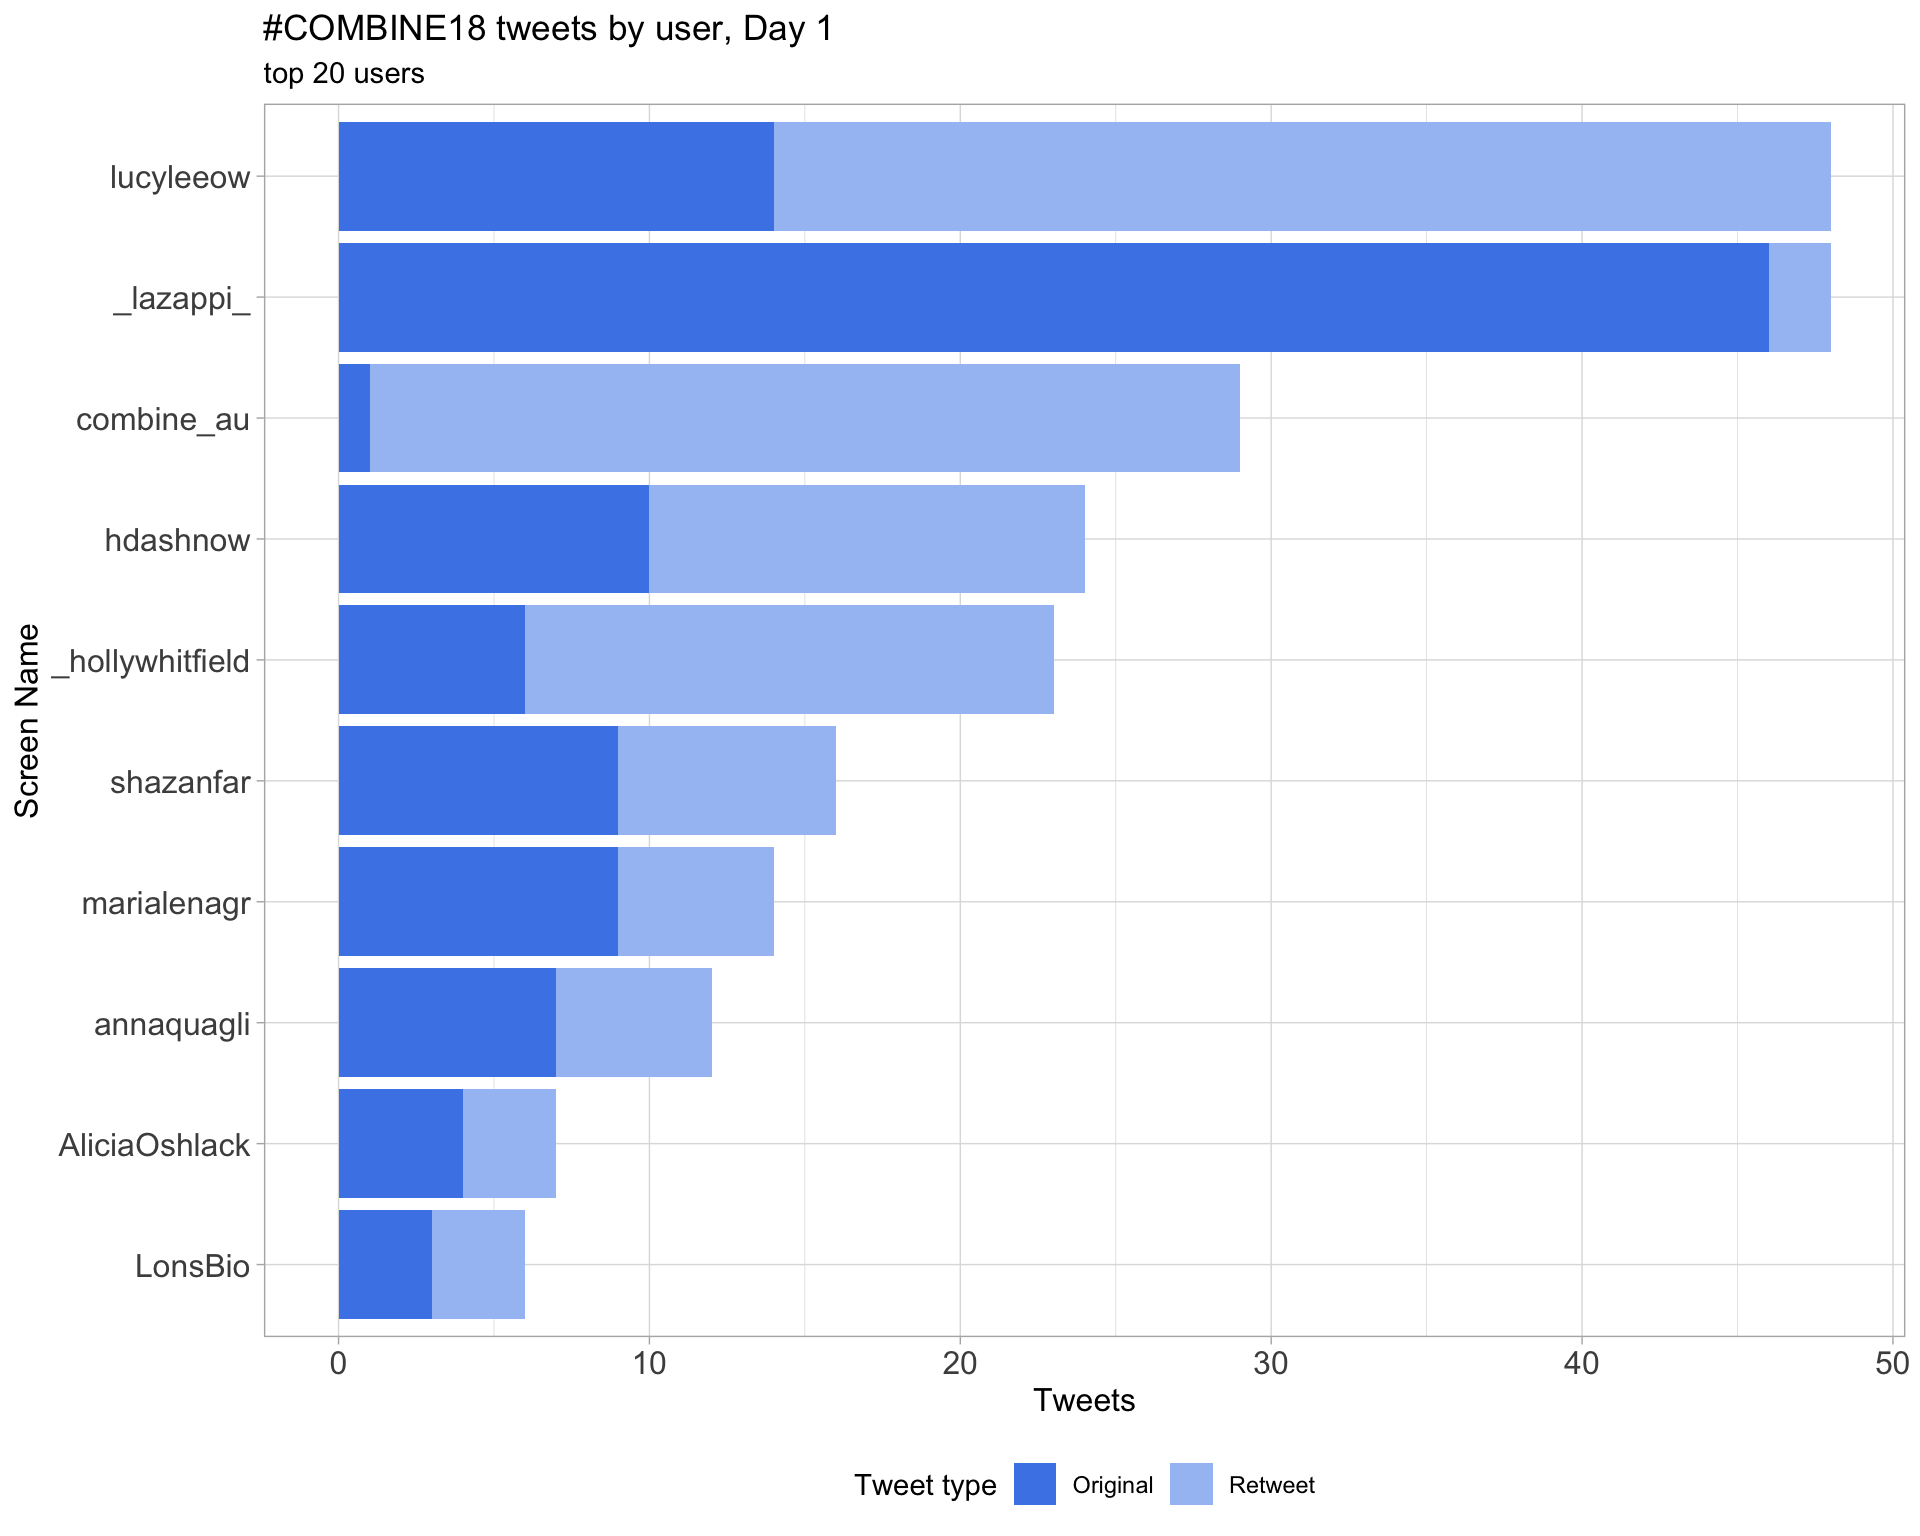 #COMBINE18 tweets by user, Day 1
top 20 users
Screen Name
lucyleeow
_lazappi_
combine_au
hdashnow
_hollywhitfield
shazanfar
marialenagr
annaquagli
AliciaOshlack
LonsBio
0 10 20 30 40 50
Tweets
Tweet type Original Retweet